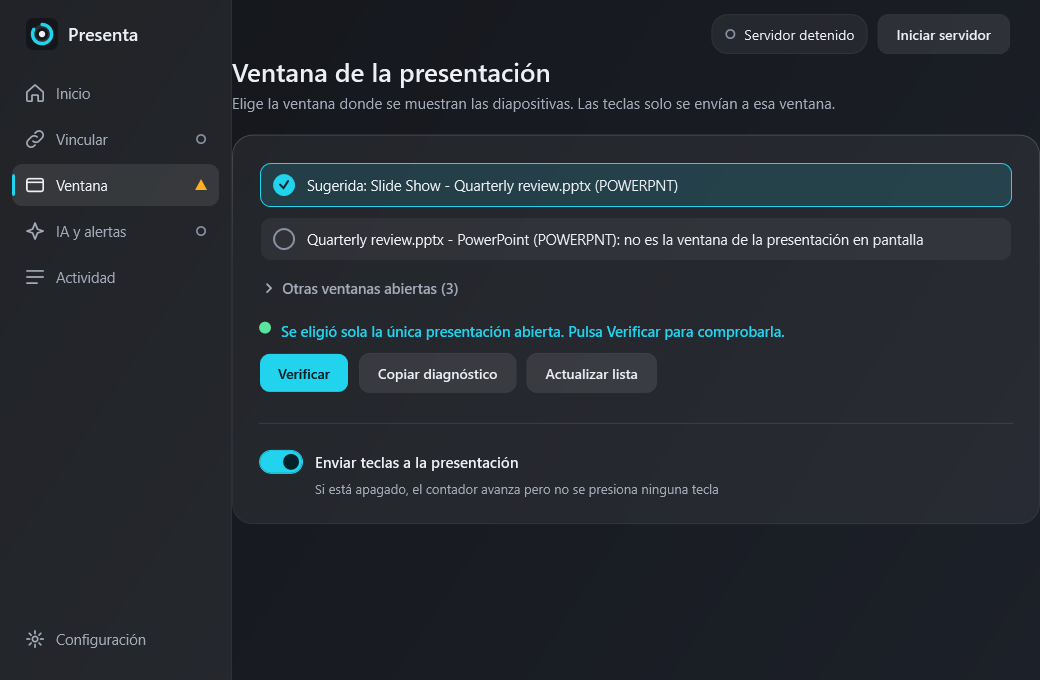 Presenta
Inicio
Vincular
Ventana
IA y alertas
Actividad
Configuración
Servidor detenido
Iniciar servidor
Ventana de la presentación
Elige la ventana donde se muestran las diapositivas. Las teclas solo se envían a esa ventana.
Sugerida: Slide Show - Quarterly review.pptx (POWERPNT)
Quarterly review.pptx - PowerPoint (POWERPNT): no es la ventana de la presentación en pantalla
Otras ventanas abiertas (3)
Se eligió sola la única presentación abierta. Pulsa Verificar para comprobarla.
Verificar
Copiar diagnóstico
Actualizar lista
Enviar teclas a la presentación
Si está apagado, el contador avanza pero no se presiona ninguna tecla